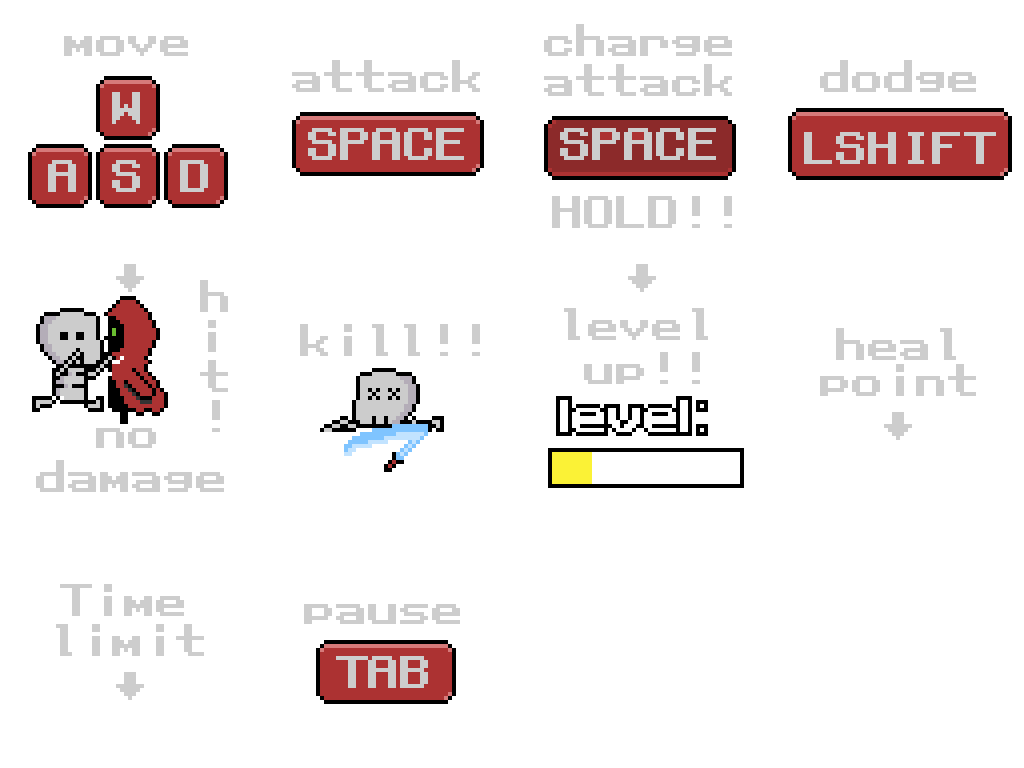 move
W
A S D
attack
SPACE
charge
attack
SPACE
HOLD!!
dodge
LSHIFT
hit!
no
damage
kill!!
level
up!!
level:
heal
point
Time
limit
pause
TAB